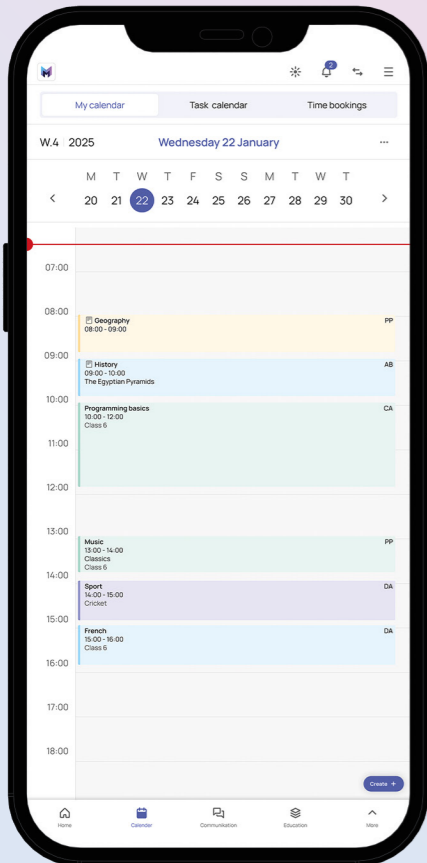 2
My calendar Task calendar Time bookings
W.4 2025 Wednesday 22 January ...
M T W T F S S M T W T
< 20 21 22 23 24 25 26 27 28 29 30 >
07:00
08:00
Geography PP
08:00 - 09:00
09:00
History AB
09:00 - 10:00
The Egyptian Pyramids
10:00
Programming basics CA
10:00 - 12:00
Class 6
11:00
12:00
13:00
Music PP
13:00 - 14:00
Classics
Class 6
14:00
Sport DA
14:00 - 15:00
Cricket
15:00
French DA
15:00 - 16:00
Class 6
16:00
17:00
18:00
Create +
Home Calender Communikation Education More